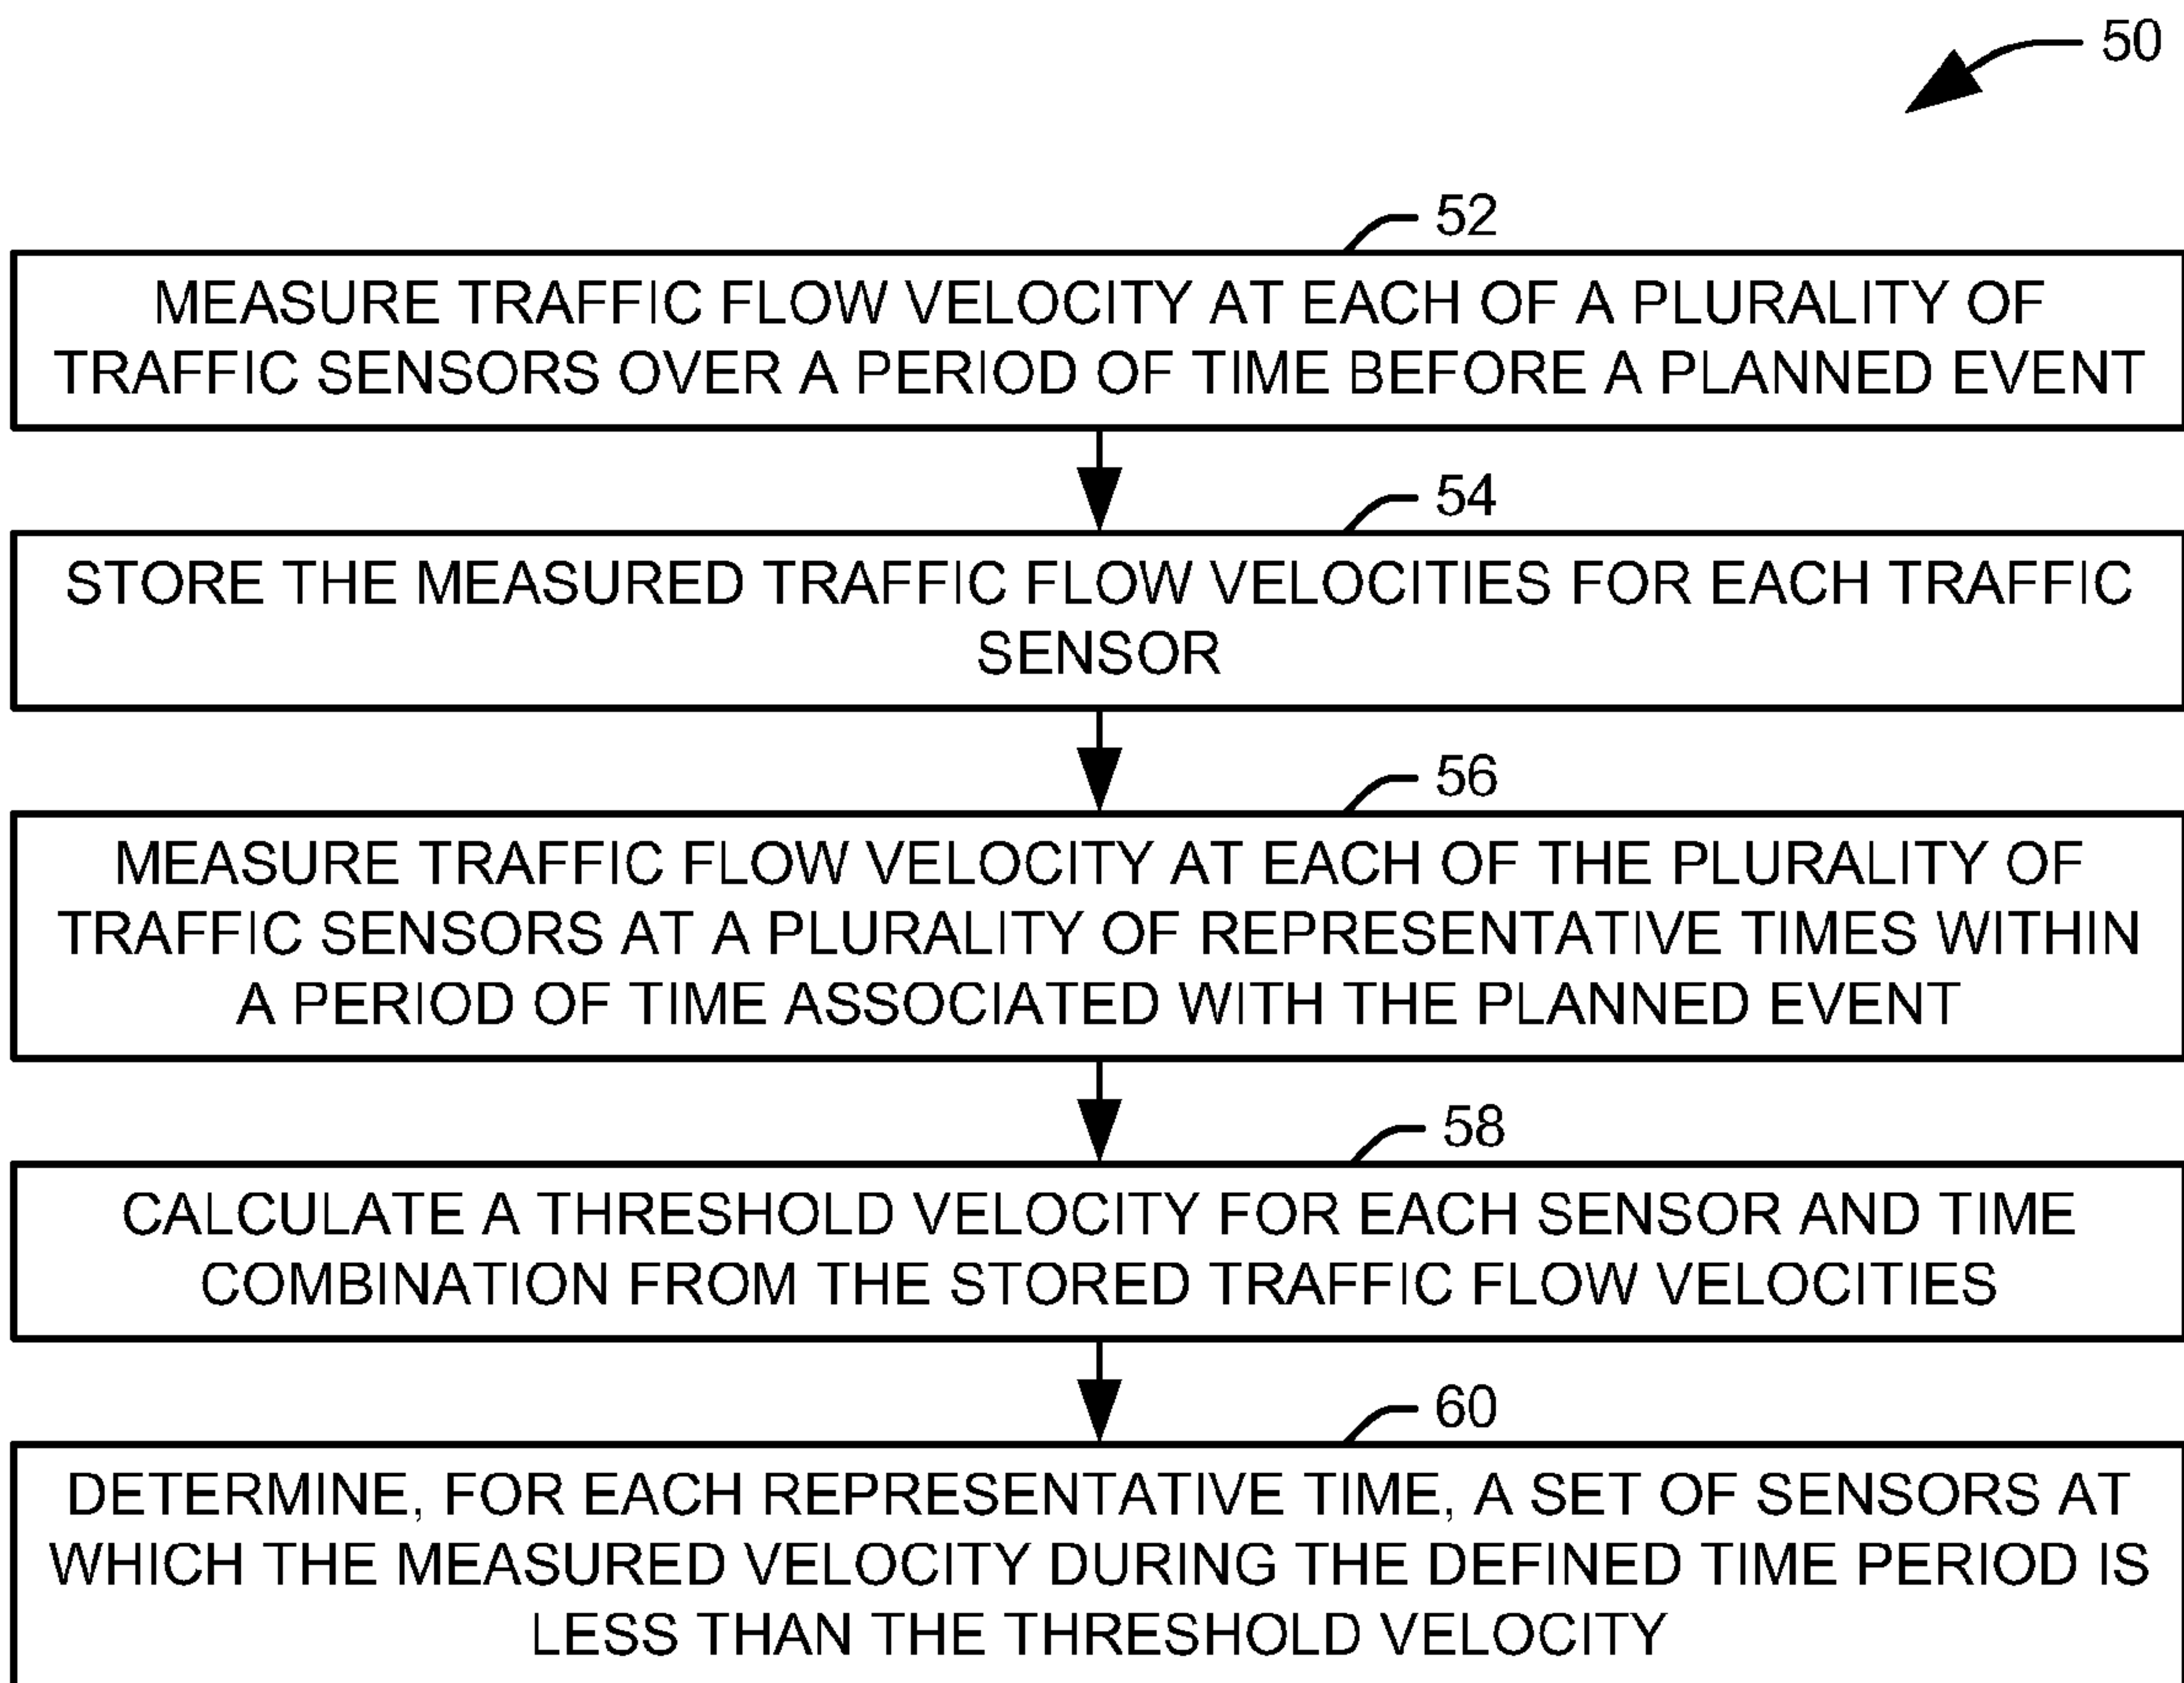 50
52
MEASURE TRAFFIC FLOW VELOCITY AT EACH OF A PLURALITY OF
TRAFFIC SENSORS OVER A PERIOD OF TIME BEFORE A PLANNED EVENT
54
STORE THE MEASURED TRAFFIC FLOW VELOCITIES FOR EACH TRAFFIC
SENSOR
56
MEASURE TRAFFIC FLOW VELOCITY AT EACH OF THE PLURALITY OF
TRAFFIC SENSORS AT A PLURALITY OF REPRESENTATIVE TIMES WITHIN
A PERIOD OF TIME ASSOCIATED WITH THE PLANNED EVENT
58
CALCULATE A THRESHOLD VELOCITY FOR EACH SENSOR AND TIME
COMBINATION FROM THE STORED TRAFFIC FLOW VELOCITIES
60
DETERMINE, FOR EACH REPRESENTATIVE TIME, A SET OF SENSORS AT
WHICH THE MEASURED VELOCITY DURING THE DEFINED TIME PERIOD IS
LESS THAN THE THRESHOLD VELOCITY